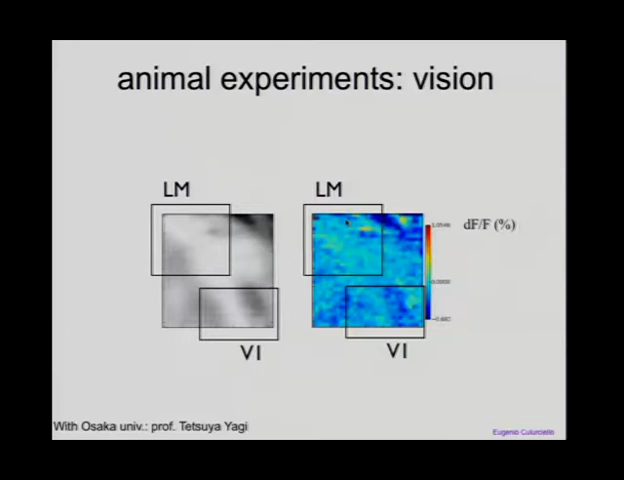 animal experiments: vision
LM
LM
dF/F (%)
VI
VI
With Osaka univ.: prof. Tetsuya Yagi
Eugenio Culurciello